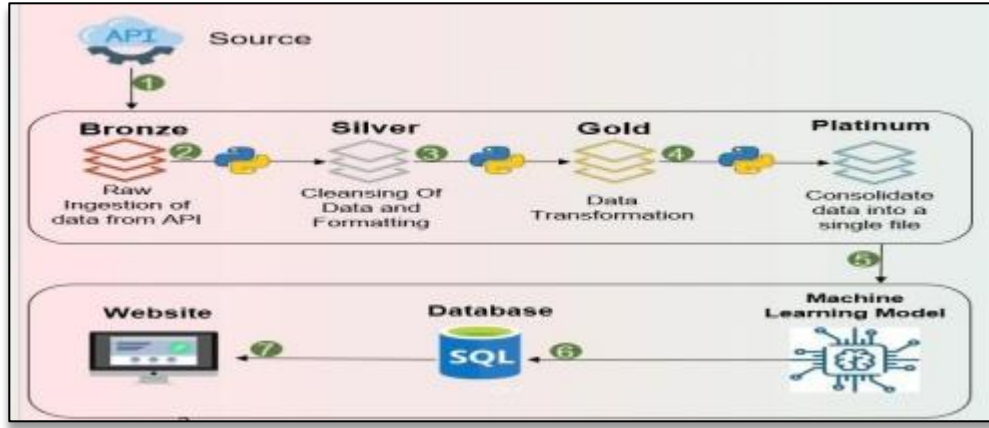 API
Source
1
Bronze
Silver
Gold
Platinum
2
3
4
Raw
Ingestion of
data from API
Cleansing Of
Data and
Formatting
Data
Transformation
Consolidate
data into a
single file
5
Website
Database
Machine
Learning Model
SQL
7
6